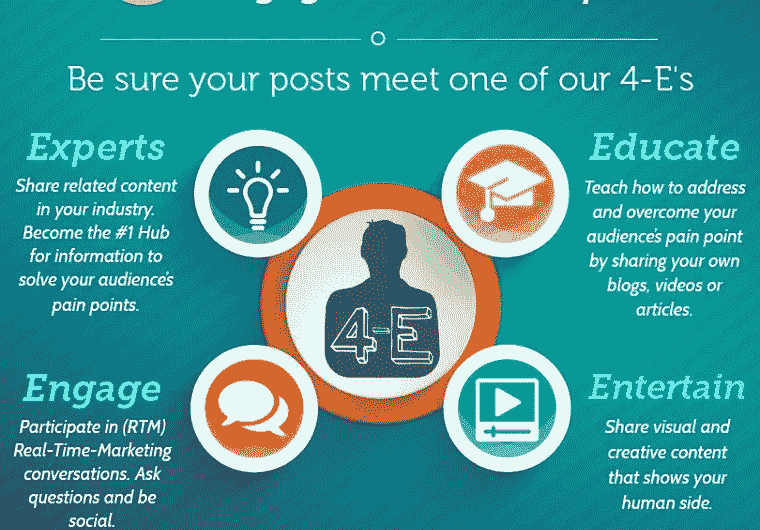 Be sure your posts meet one of our 4-E's
Experts
Share related content
in your industry.
Become the #1 Hub
for information to
solve your audience's
pain points.
Educate
Teach how to address
and overcome your
audience's pain point
by sharing your own
blogs, videos or
articles.
4-E
Engage
Participate in (RTM)
Real-Time-Marketing
conversations. Ask
questions and be
social.
Entertain
Share visual and
creative content
that shows your
human side.